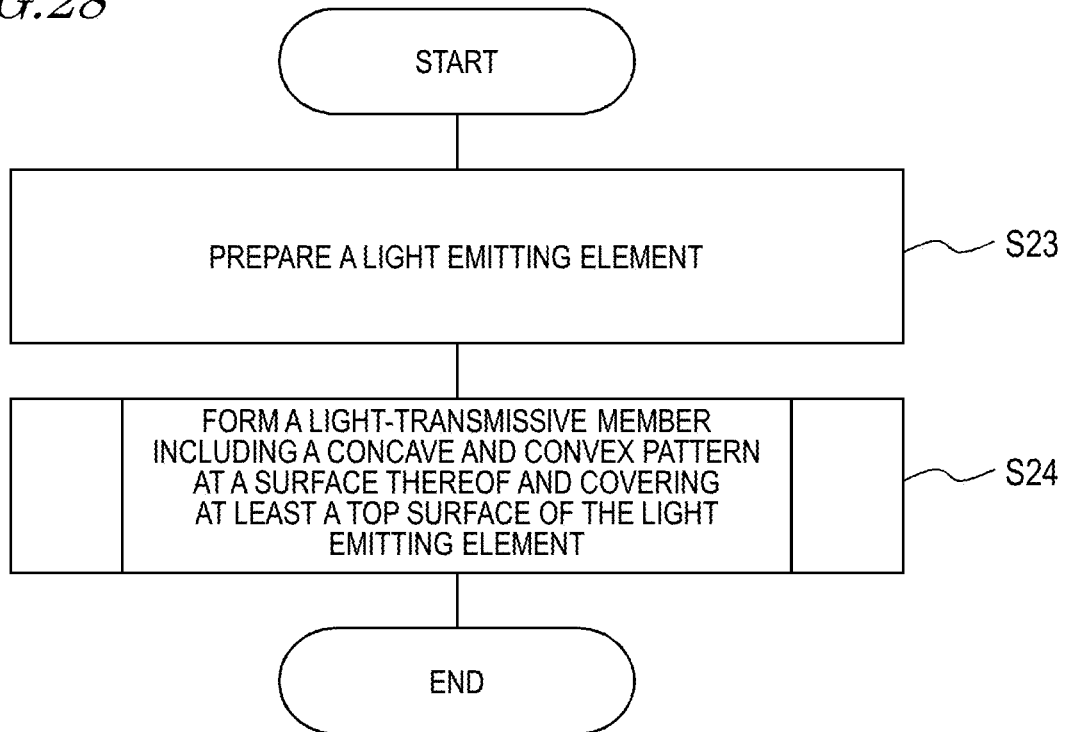 G.28
START
PREPARE A LIGHT EMITTING ELEMENT
S23
FORM A LIGHT-TRANSMISSIVE MEMBER
INCLUDING A CONCAVE AND CONVEX PATTERN
AT A SURFACE THEREOF AND COVERING
AT LEAST A TOP SURFACE OF THE LIGHT
EMITTING ELEMENT
S24
END